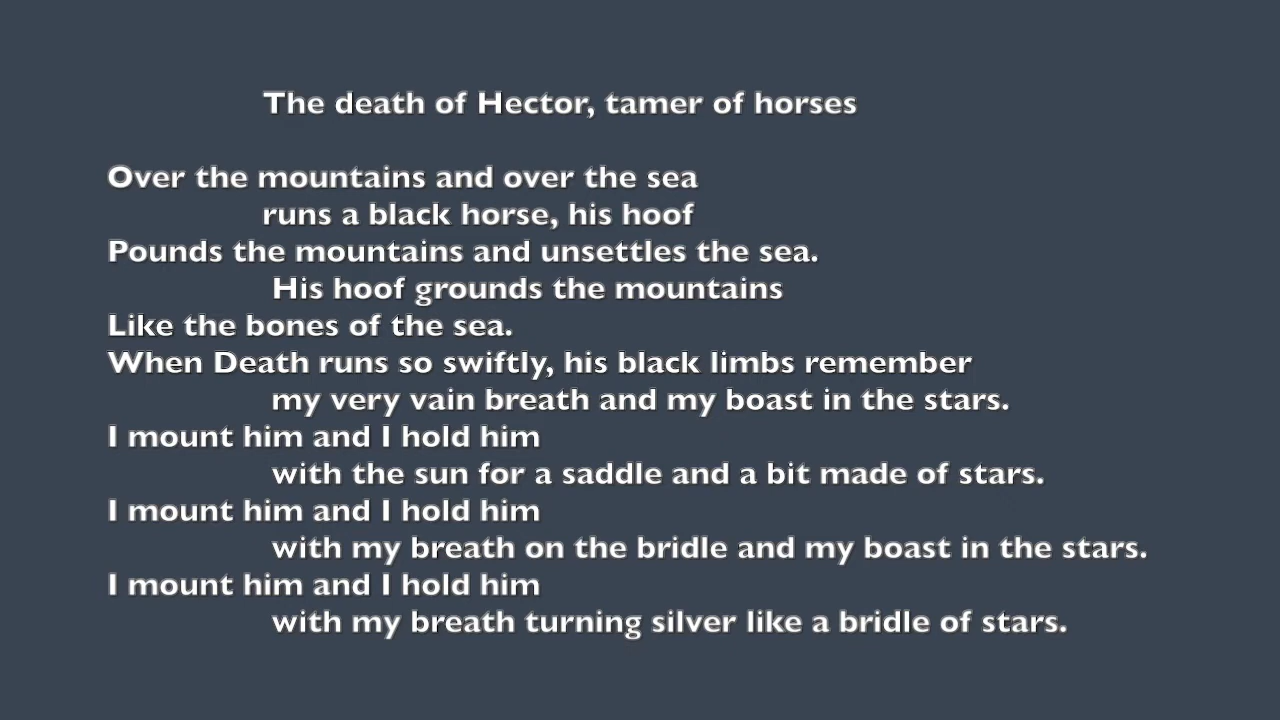 The death of Hector, tamer of horses
Over the mountains and over the sea
runs a black horse, his hoof
Pounds the mountains and unsettles the sea.
His hoof grounds the mountains
Like the bones of the sea.
When Death runs so swiftly, his black limbs remember
my very vain breath and my boast in the stars.
I mount him and I hold him
with the sun for a saddle and a bit made of stars.
I mount him and I hold him
with my breath on the bridle and my boast in the stars.
I mount him and I hold him
with my breath turning silver like a bridle of stars.